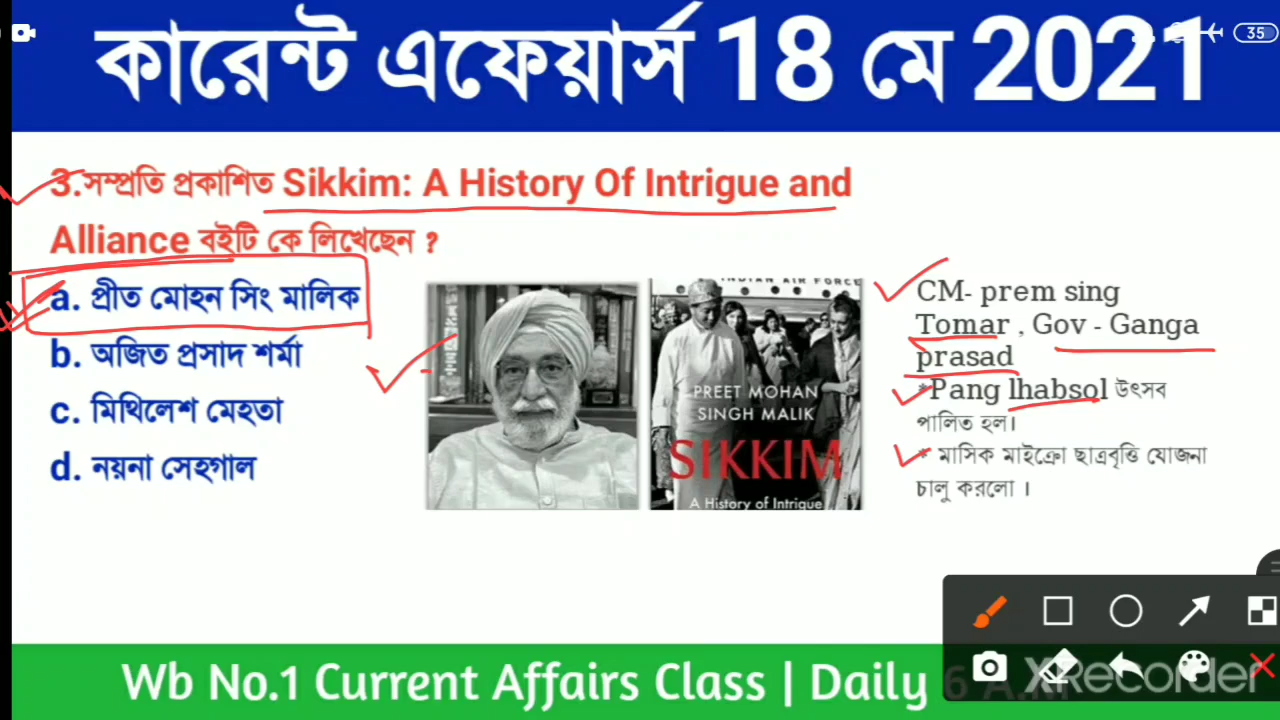 35
কারেন্ট এফেয়ার্স 18 মে 2021
3.সম্প্রতি প্রকাশিত Sikkim: A History Of Intrigue and
Alliance বইটি কে লিখেছেন ?
a. প্রীত মোহন সিং মালিক
b. অজিত প্রসাদ শর্মা
c. মিথিলেশ মেহতা
d. নয়না সেহগাল
INDIAN AIR FORCE
PREET MOHAN
SINGH MALIK
SIKKIM
A History of Intrigue
CM- prem sing
Tomar , Gov - Ganga
prasad
*Pang lhabsol উৎসব
পালিত হল।
* মাসিক মাইক্রো ছাত্রবৃত্তি যোজনা
চালু করলো ।
Wb No.1 Current Affairs Class | Daily 6 A.M
XRecorder